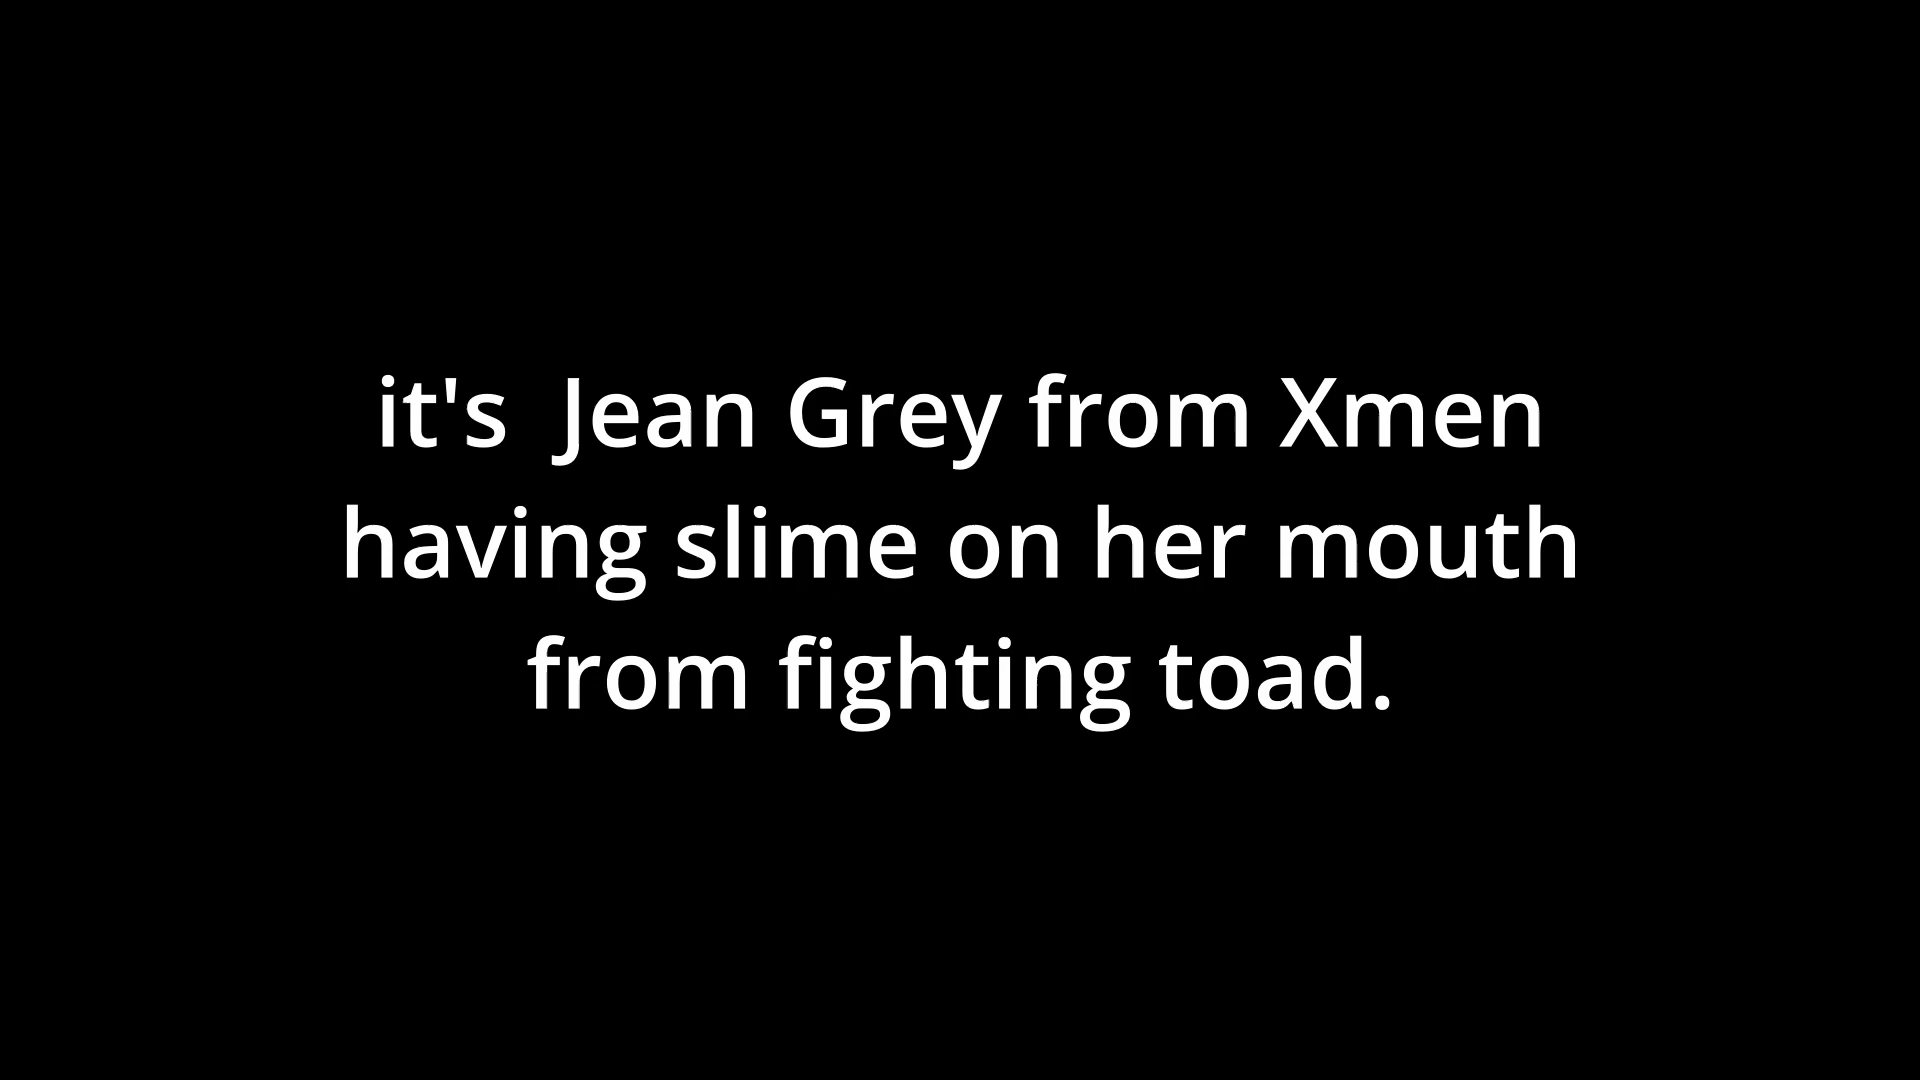 it's  Jean Grey from Xmen
having slime on her mouth
from fighting toad.